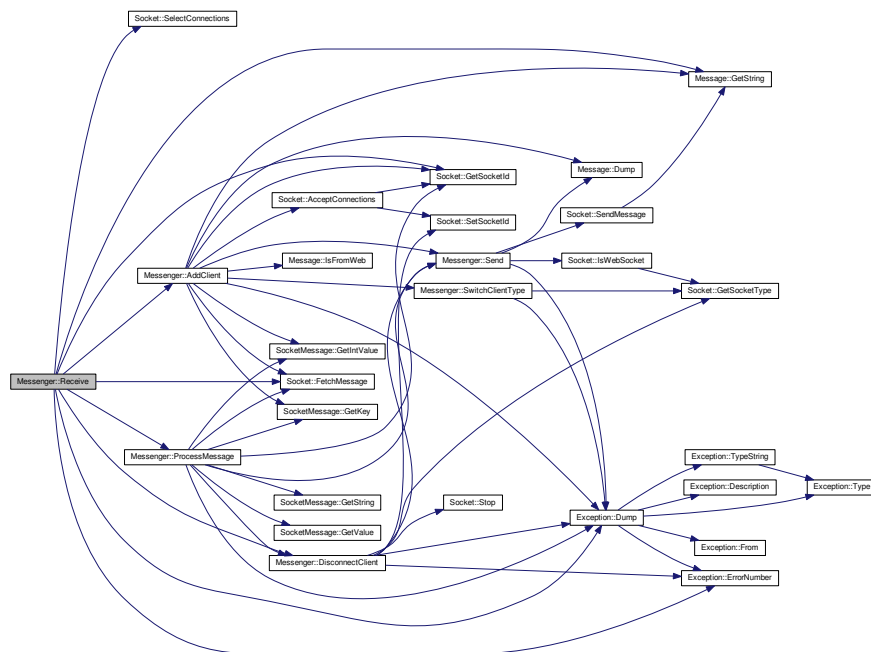 Socket::SelectConnections
Message::GetString
Message::Dump
Socket::GetSocketId
Socket::AcceptConnections
Socket::SendMessage
Socket::SetSocketId
Message::IsFromWeb
Messenger::Send
Socket::IsWebSocket
Messenger::AddClient
Messenger::SwitchClientType
Socket::GetSocketType
SocketMessage::GetIntValue
Messenger::Receive
Socket::FetchMessage
SocketMessage::GetKey
Messenger::ProcessMessage
Exception::TypeString
Exception::Description
Exception::Type
SocketMessage::GetString
Socket::Stop
Exception::Dump
SocketMessage::GetValue
Exception::From
Messenger::DisconnectClient
Exception::ErrorNumber